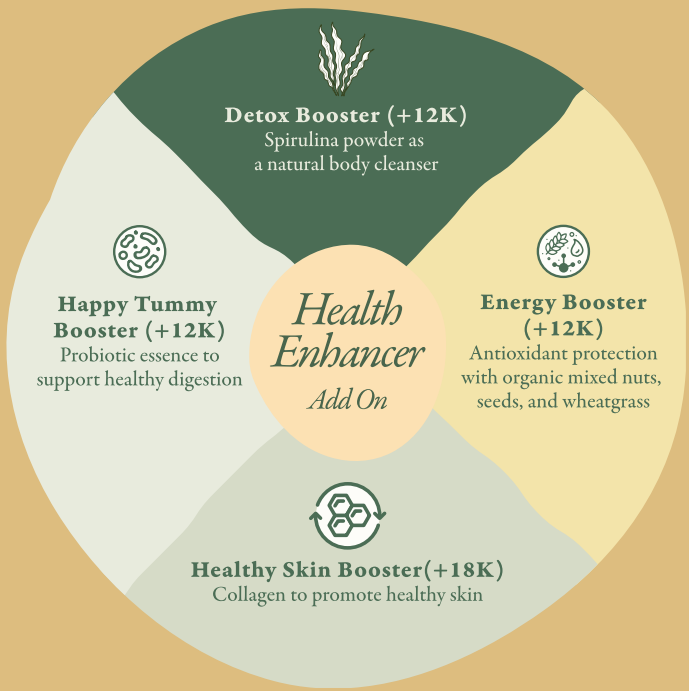 Detox Booster (+12K)
Spirulina powder as
a natural body cleanser
Happy Tummy
Booster (+12K)
Probiotic essence to
support healthy digestion
Health
Enhancer
Add On
Energy Booster
(+12K)
Antioxidant protection
with organic mixed nuts,
seeds, and wheatgrass
Healthy Skin Booster(+18K)
Collagen to promote healthy skin